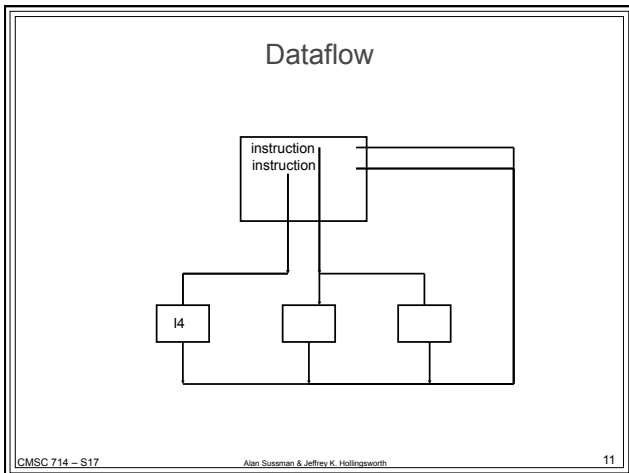 Dataflow
instruction
instruction
I4
CMSC 714 – S17
Alan Sussman & Jeffrey K. Hollingsworth
11